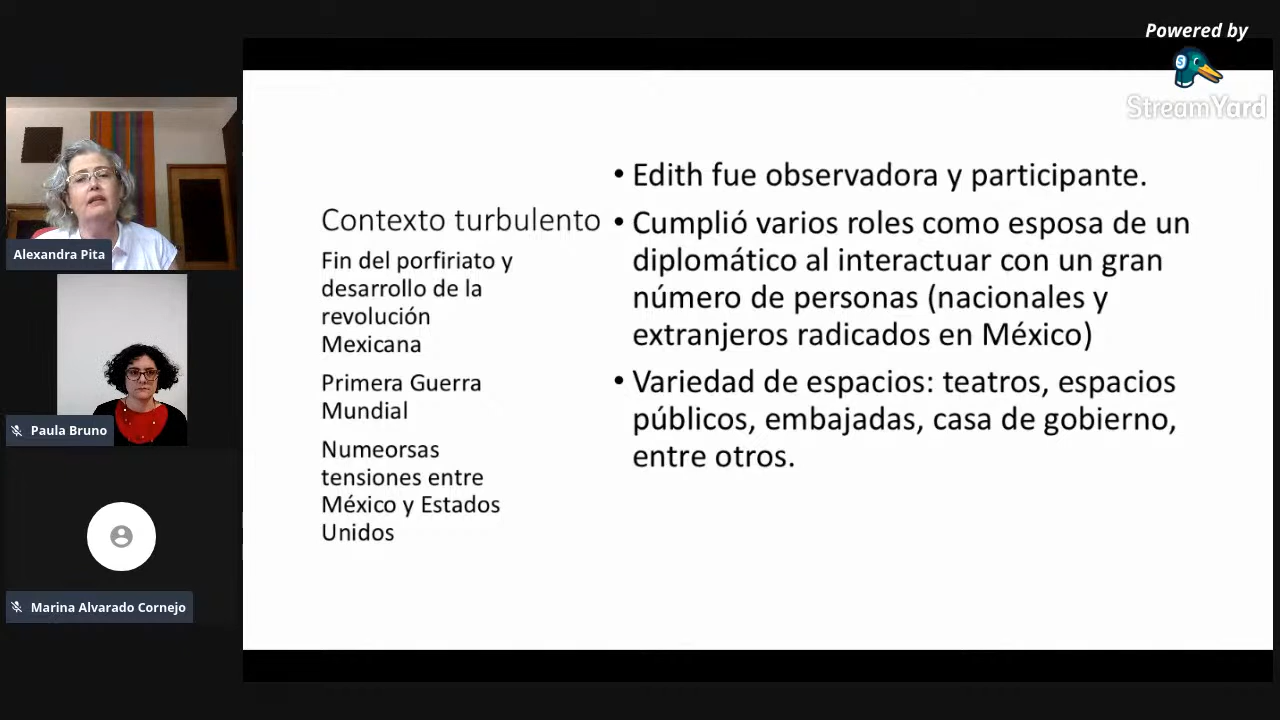 Powered by
StreamYard
Alexandra Pita
Paula Bruno
Marina Alvarado Cornejo
Contexto turbulento
Fin del porfiriato y
desarrollo de la
revolución
Mexicana
Primera Guerra
Mundial
Numeorsas
tensiones entre
México y Estados
Unidos
• Edith fue observadora y participante.
• Cumplió varios roles como esposa de un
diplomático al interactuar con un gran
número de personas (nacionales y
extranjeros radicados en México)
• Variedad de espacios: teatros, espacios
públicos, embajadas, casa de gobierno,
entre otros.